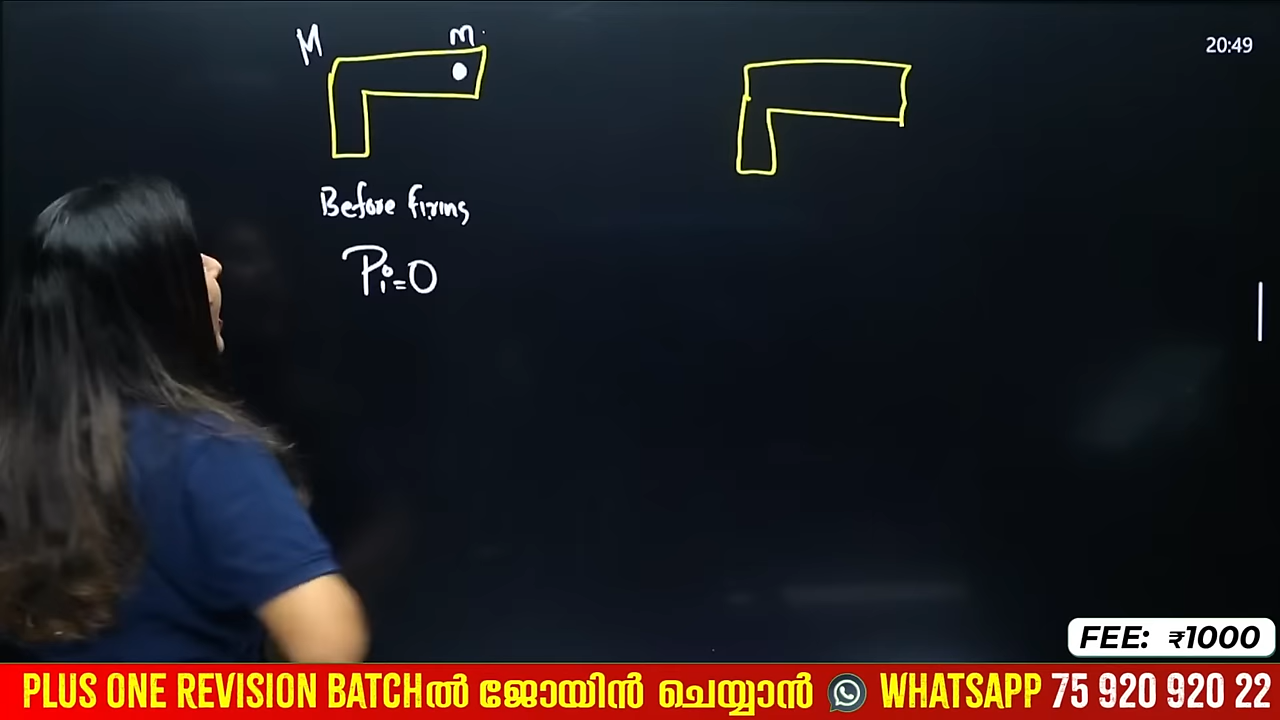 M
m
20:49
Before firing
Pi=0
FEE: ₹1000
PLUS ONE REVISION BATCHൽ ജോയിൻ ചെയ്യാൻ WHATSAPP 75 920 920 22